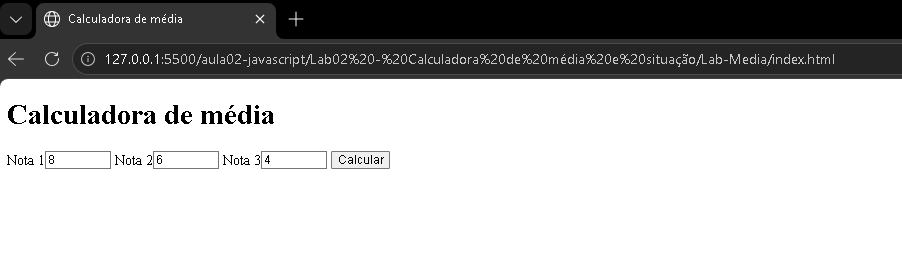 Calculadora de média
127.0.0.1:5500/aula02-javascript/Lab02%20-%20Calculadora%20de%20média%20e%20situação/Lab-Media/index.html
Calculadora de média
Nota 1 8 Nota 2 6 Nota 3 4 Calcular